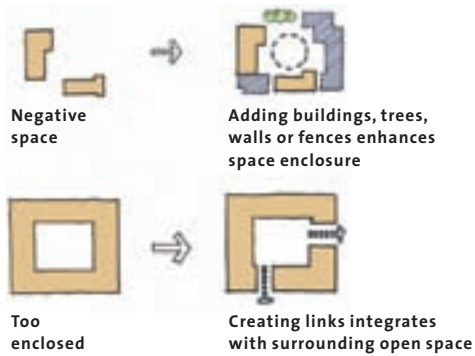 Negative
space
Adding buildings, trees,
walls or fences enhances
space enclosure
Too
enclosed
Creating links integrates
with surrounding open space